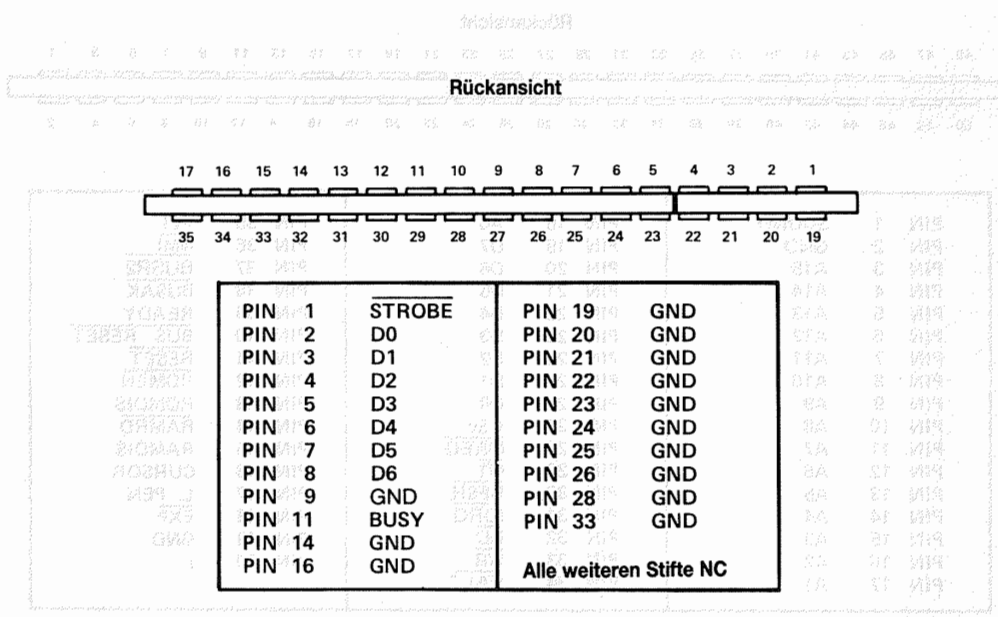 Rückansicht
17 16 15 14 13 12 11 10 9 8 7 6 5 4 3 2 1
35 34 33 32 31 30 29 28 27 26 25 24 23 22 21 20 19
PIN 1 STROBE
PIN 2 D0
PIN 3 D1
PIN 4 D2
PIN 5 D3
PIN 6 D4
PIN 7 D5
PIN 8 D6
PIN 9 GND
PIN 11 BUSY
PIN 14 GND
PIN 16 GND
PIN 19 GND
PIN 20 GND
PIN 21 GND
PIN 22 GND
PIN 23 GND
PIN 24 GND
PIN 25 GND
PIN 26 GND
PIN 28 GND
PIN 33 GND
Alle weiteren Stifte NC